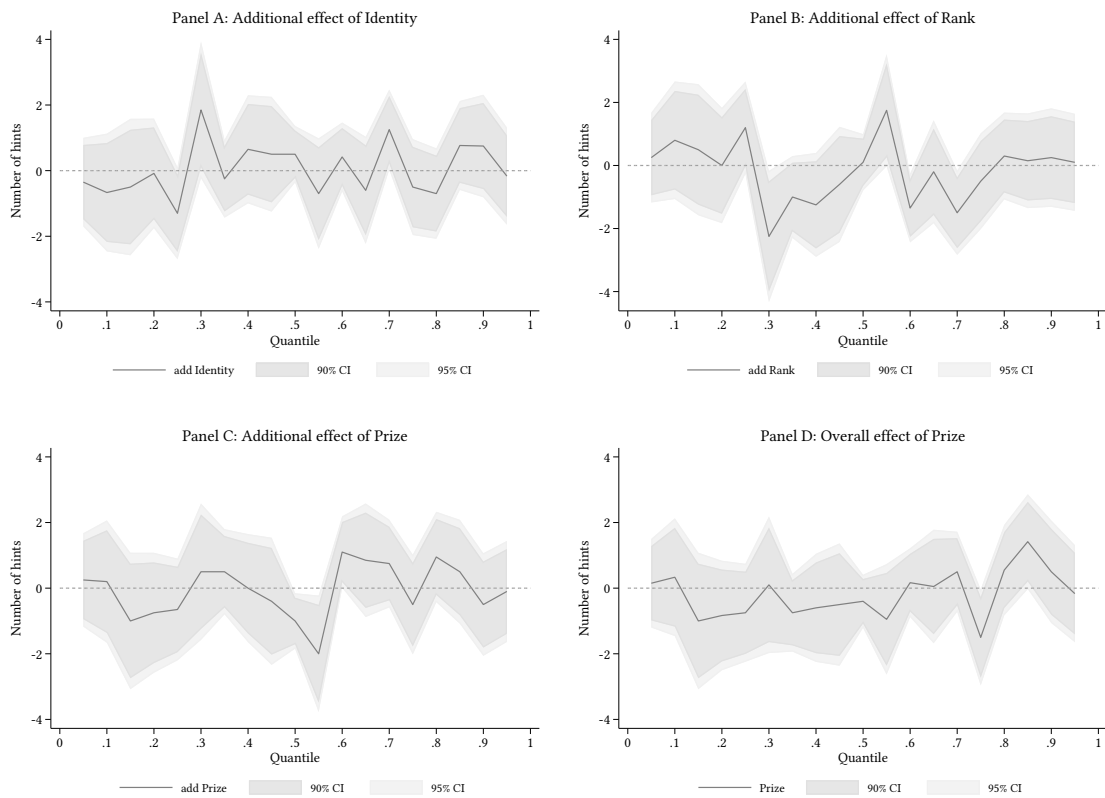 Panel A: Additional effect of Identity
Number of hints
4
2
0
-2
-4
0 .1 .2 .3 .4 .5 .6 .7 .8 .9 1
Quantile
add Identity 90% CI 95% CI
Panel B: Additional effect of Rank
Number of hints
4
2
0
-2
-4
0 .1 .2 .3 .4 .5 .6 .7 .8 .9 1
Quantile
add Rank 90% CI 95% CI
Panel C: Additional effect of Prize
Number of hints
4
2
0
-2
-4
0 .1 .2 .3 .4 .5 .6 .7 .8 .9 1
Quantile
add Prize 90% CI 95% CI
Panel D: Overall effect of Prize
Number of hints
4
2
0
-2
-4
0 .1 .2 .3 .4 .5 .6 .7 .8 .9 1
Quantile
Prize 90% CI 95% CI